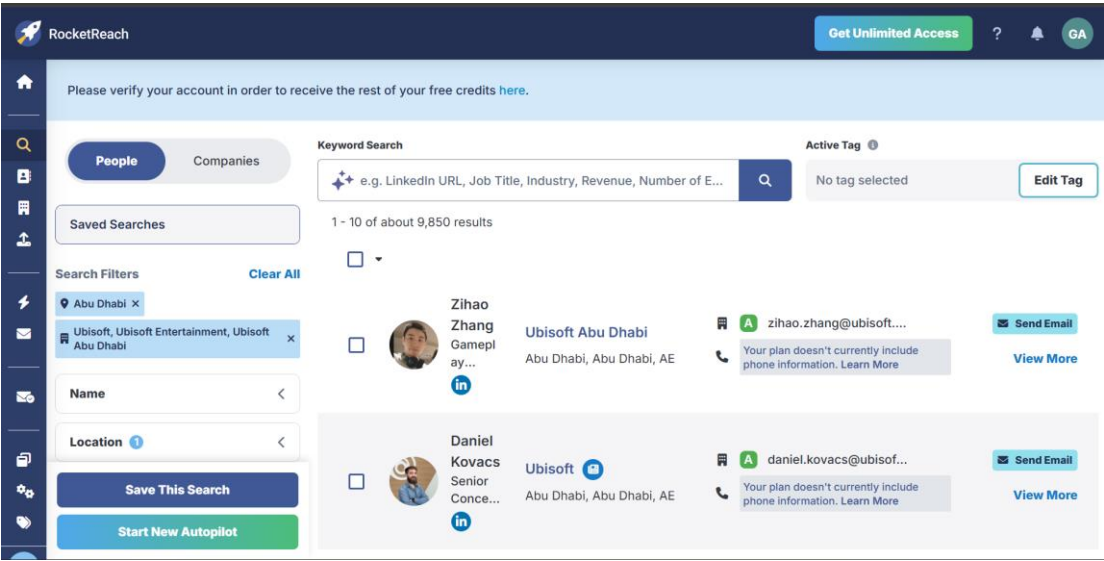 RocketReach
Get Unlimited Access
?
GA
Please verify your account in order to receive the rest of your free credits here.
People
Companies
Saved Searches
Search Filters
Clear All
Abu Dhabi ×
Ubisoft, Ubisoft Entertainment, Ubisoft
Abu Dhabi
×
Name
Location 1
Save This Search
Start New Autopilot
Keyword Search
e.g. LinkedIn URL, Job Title, Industry, Revenue, Number of E...
Active Tag
No tag selected
Edit Tag
1 - 10 of about 9,850 results
Zihao
Zhang
Gamepl
ay...
in
Ubisoft Abu Dhabi
Abu Dhabi, Abu Dhabi, AE
A zihao.zhang@ubisoft....
Your plan doesn't currently include
phone information. Learn More
Send Email
View More
Daniel
Kovacs
Senior
Conce...
in
Ubisoft
Abu Dhabi, Abu Dhabi, AE
A daniel.kovacs@ubisof...
Your plan doesn't currently include
phone information. Learn More
Send Email
View More